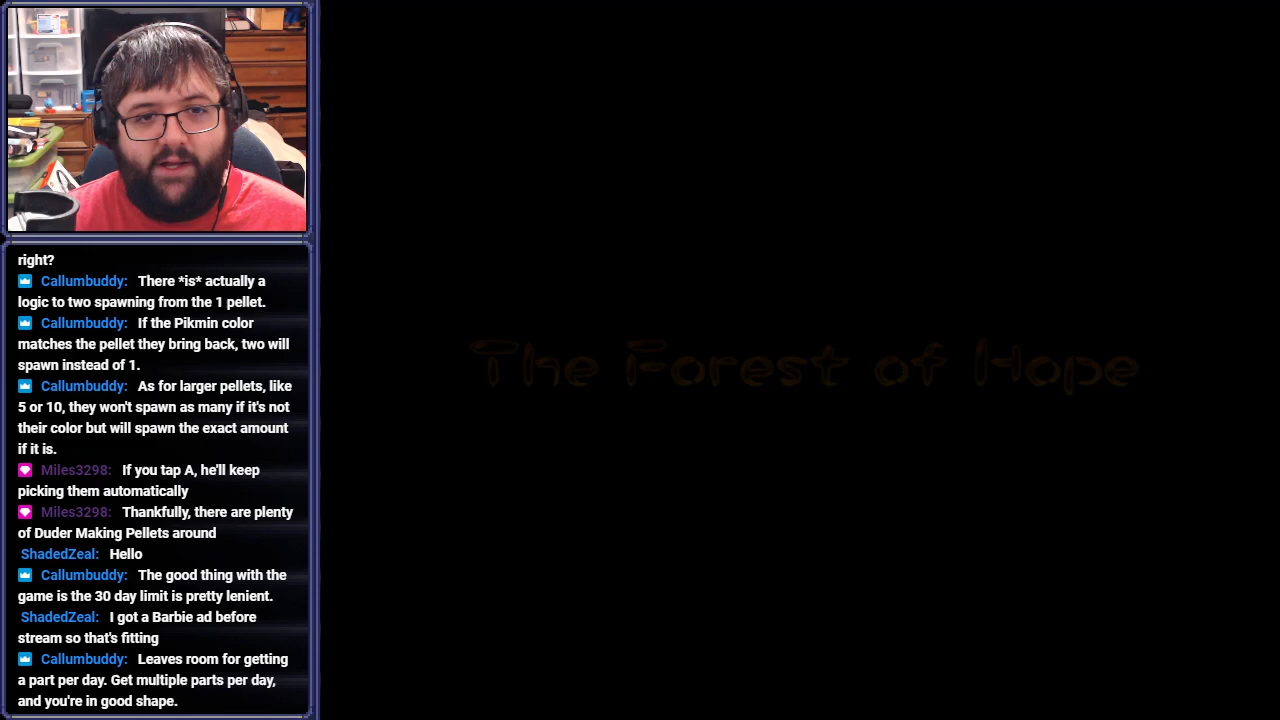 right?
Callumbuddy: There *is* actually a
logic to two spawning from the 1 pellet.
Callumbuddy: If the Pikmin color
matches the pellet they bring back, two will
spawn instead of 1.
Callumbuddy: As for larger pellets, like
5 or 10, they won't spawn as many if it's not
their color but will spawn the exact amount
if it is.
Miles3298: If you tap A, he'll keep
picking them automatically
Miles3298: Thankfully, there are plenty
of Duder Making Pellets around
ShadedZeal: Hello
Callumbuddy: The good thing with the
game is the 30 day limit is pretty lenient.
ShadedZeal: I got a Barbie ad before
stream so that's fitting
Callumbuddy: Leaves room for getting
a part per day. Get multiple parts per day,
and you're in good shape.
The Forest of Hope